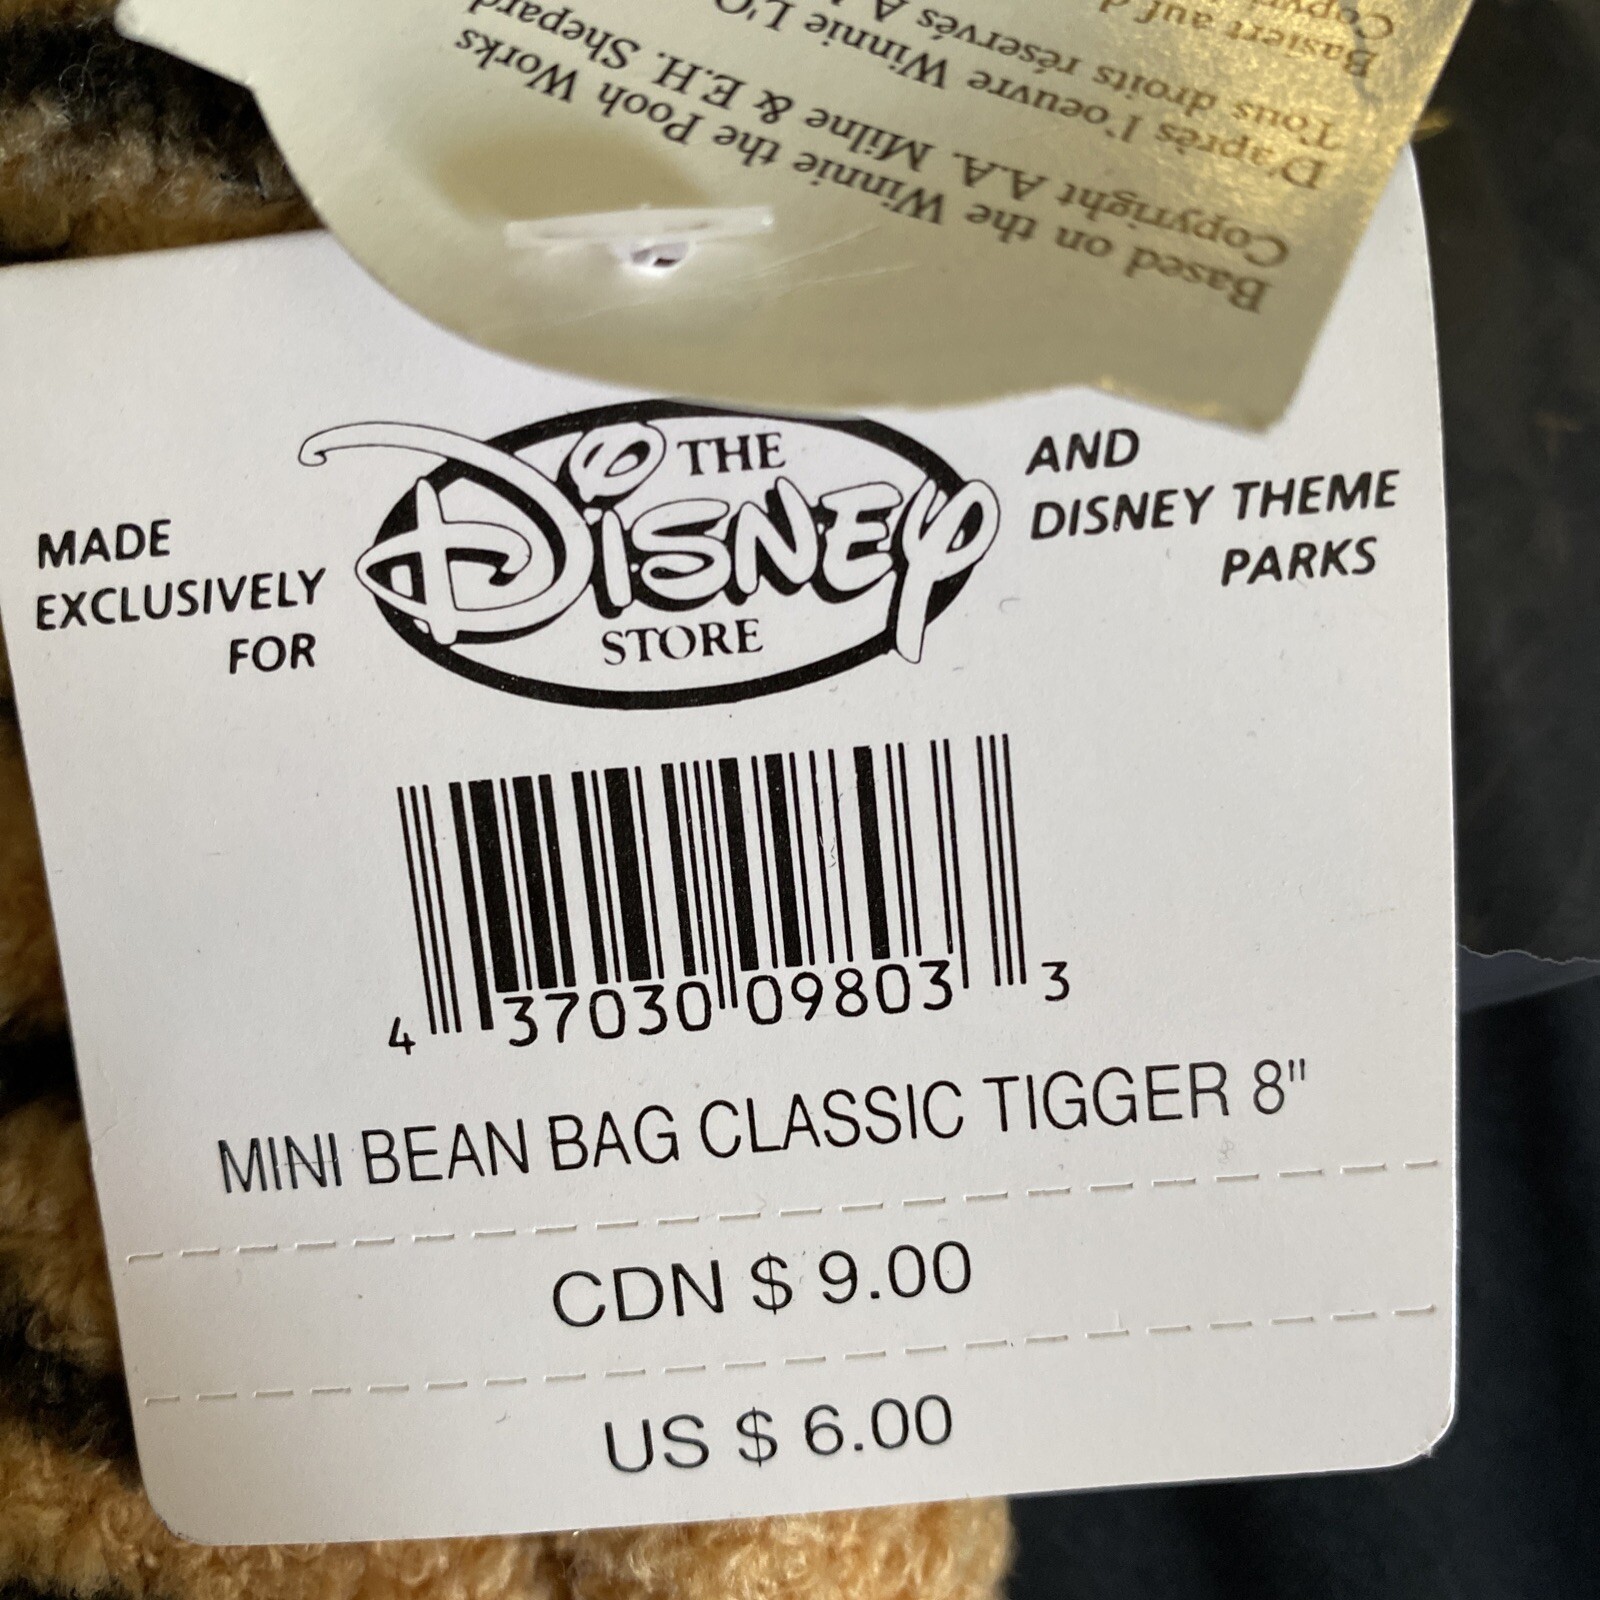 Based on the Winnie the Pooh Works
Copyright A.A. Milne & E.H. Shepard
D'après l'oeuvre Winnie L'O
Tous droits réservés A
Basiert auf d
MADE
EXCLUSIVELY
FOR
THE
DISNEY
STORE
AND
DISNEY THEME
PARKS
4 37030 09803 3
MINI BEAN BAG CLASSIC TIGGER 8"
CDN $ 9.00
US $ 6.00